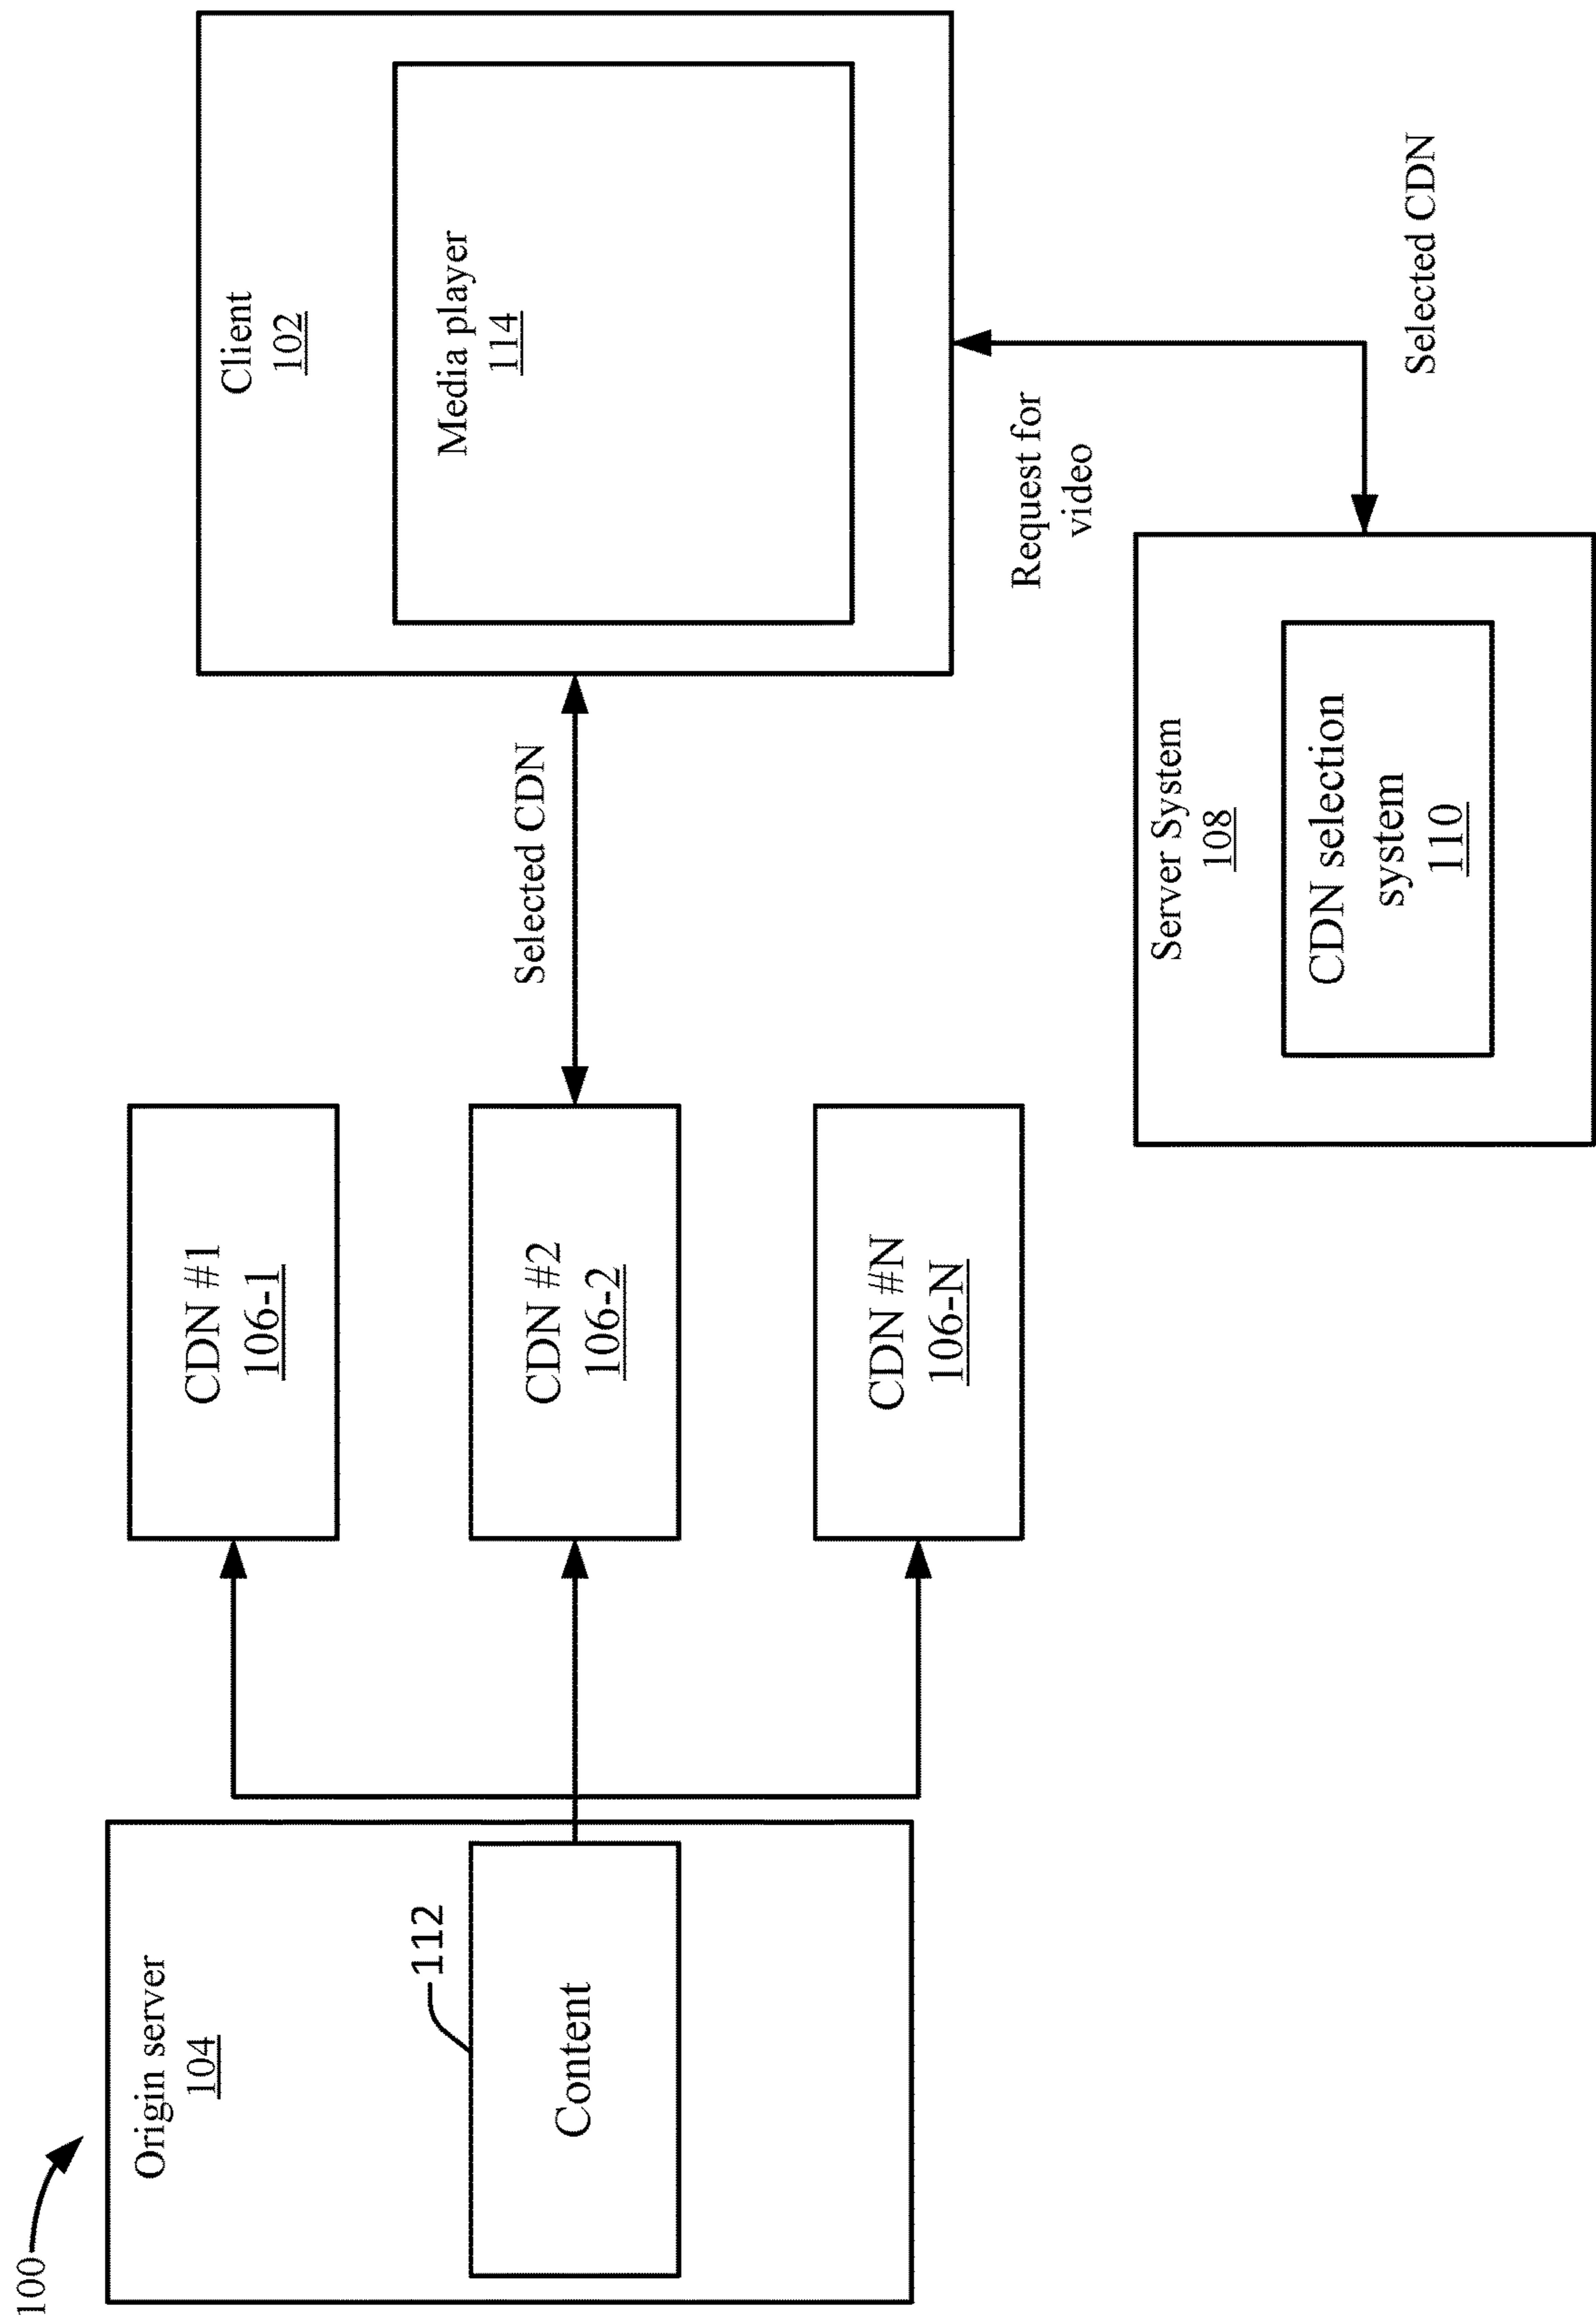 100
Origin server
104
112
Content
CDN #1
106-1
CDN #2
106-2
CDN #N
106-N
Selected CDN
Client
102
Media player
114
Request for
video
Selected CDN
Server System
108
CDN selection
system
110